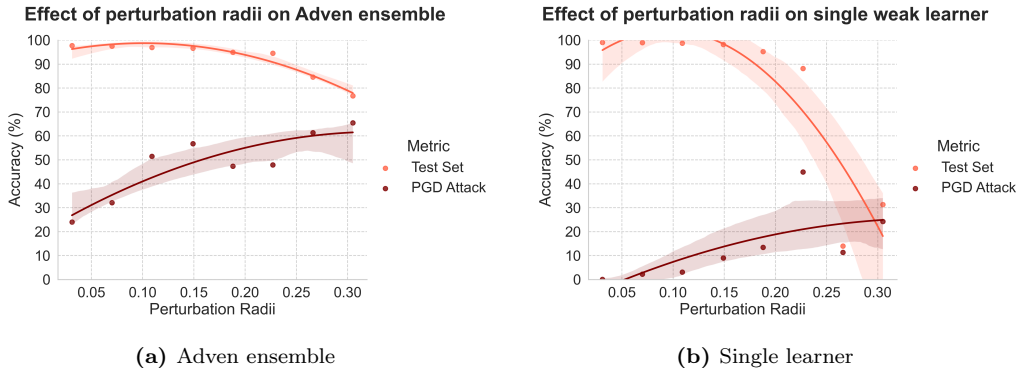 Effect of perturbation radii on Adven ensemble
100
90
80
70
60
50
40
30
20
10
0
Accuracy (%)
0.05 0.10 0.15 0.20 0.25 0.30
Perturbation Radii
Metric
Test Set
PGD Attack
(a) Adven ensemble
Effect of perturbation radii on single weak learner
100
90
80
70
60
50
40
30
20
10
0
Accuracy (%)
0.05 0.10 0.15 0.20 0.25 0.30
Perturbation Radii
Metric
Test Set
PGD Attack
(b) Single learner